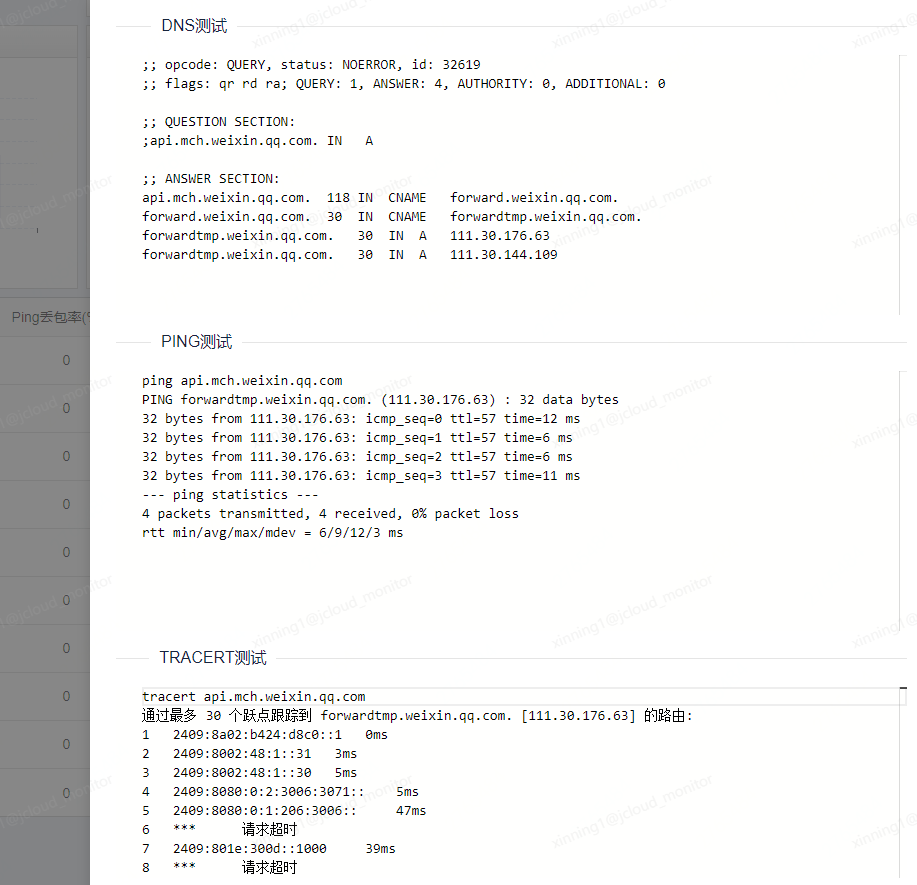 DNS测试
;; opcode: QUERY, status: NOERROR, id: 32619
;; flags: qr rd ra; QUERY: 1, ANSWER: 4, AUTHORITY: 0, ADDITIONAL: 0
;; QUESTION SECTION:
;api.mch.weixin.qq.com. IN A
;; ANSWER SECTION:
api.mch.weixin.qq.com. 118 IN CNAME forward.weixin.qq.com.
forward.weixin.qq.com. 30 IN CNAME forwardtmp.weixin.qq.com.
forwardtmp.weixin.qq.com. 30 IN A 111.30.176.63
forwardtmp.weixin.qq.com. 30 IN A 111.30.144.109
Ping丢包率(%
0
0
0
0
0
0
0
0
0
0
PING测试
ping api.mch.weixin.qq.com
PING forwardtmp.weixin.qq.com. (111.30.176.63) : 32 data bytes
32 bytes from 111.30.176.63: icmp_seq=0 ttl=57 time=12 ms
32 bytes from 111.30.176.63: icmp_seq=1 ttl=57 time=6 ms
32 bytes from 111.30.176.63: icmp_seq=2 ttl=57 time=6 ms
32 bytes from 111.30.176.63: icmp_seq=3 ttl=57 time=11 ms
--- ping statistics ---
4 packets transmitted, 4 received, 0% packet loss
rtt min/avg/max/mdev = 6/9/12/3 ms
TRACERT测试
tracert api.mch.weixin.qq.com
通过最多 30 个跃点跟踪到 forwardtmp.weixin.qq.com. [111.30.176.63] 的路由:
1 2409:8a02:b424:d8c0::1 0ms
2 2409:8002:48:1::31 3ms
3 2409:8002:48:1::30 5ms
4 2409:8080:0:2:3006:3071:: 5ms
5 2409:8080:0:1:206:3006:: 47ms
6 *** 请求超时
7 2409:801e:300d::1000 39ms
8 *** 请求超时
xinning1@jcloud_monitor